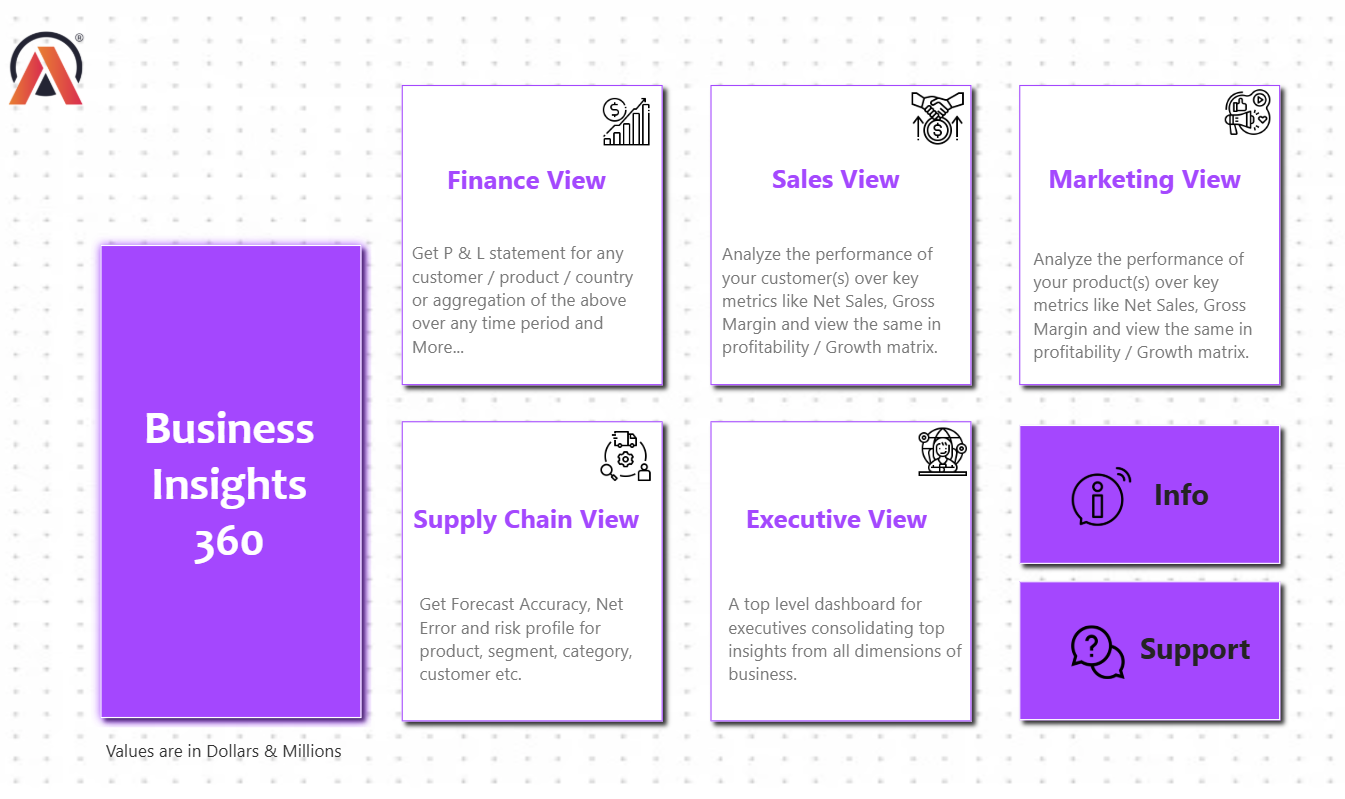 ®
Finance View
Get P & L statement for any
customer / product / country
or aggregation of the above
over any time period and
More...
Sales View
Analyze the performance of
your customer(s) over key
metrics like Net Sales, Gross
Margin and view the same in
profitability / Growth matrix.
Marketing View
Analyze the performance of
your product(s) over key
metrics like Net Sales, Gross
Margin and view the same in
profitability / Growth matrix.
Business
Insights
360
Supply Chain View
Get Forecast Accuracy, Net
Error and risk profile for
product, segment, category,
customer etc.
Executive View
A top level dashboard for
executives consolidating top
insights from all dimensions of
business.
Info
Support
Values are in Dollars & Millions